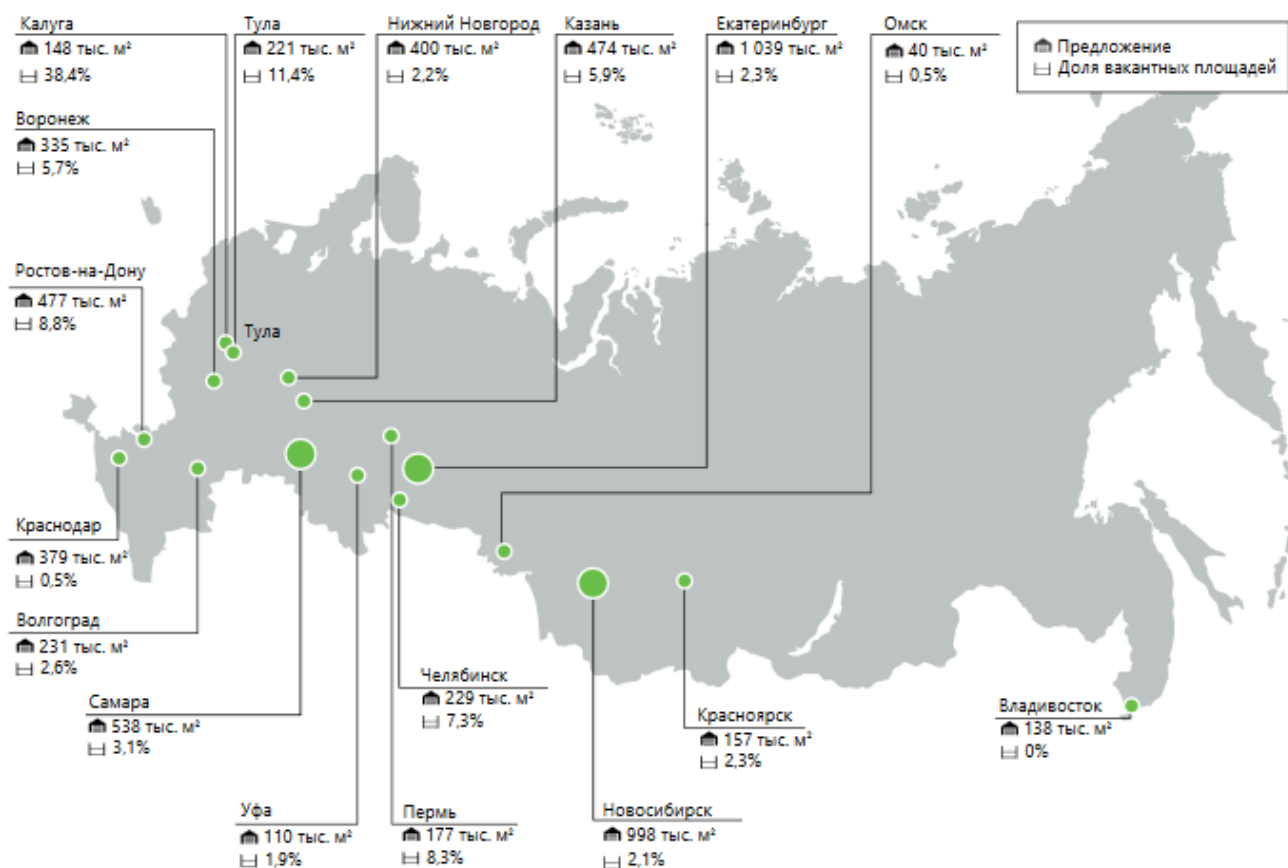 Калуга
148 тыс. м²
38,4%
Тула
221 тыс. м²
11,4%
Нижний Новгород
400 тыс. м²
2,2%
Казань
474 тыс. м²
5,9%
Екатеринбург
1 039 тыс. м²
2,3%
Омск
40 тыс. м²
0,5%
Предложение
Доля вакантных площадей
Воронеж
335 тыс. м²
5,7%
Ростов-на-Дону
477 тыс. м²
8,8%
Тула
Краснодар
379 тыс. м²
0,5%
Волгоград
231 тыс. м²
2,6%
Самара
538 тыс. м²
3,1%
Челябинск
229 тыс. м²
7,3%
Красноярск
157 тыс. м²
2,3%
Владивосток
138 тыс. м²
0%
Уфа
110 тыс. м²
1,9%
Пермь
177 тыс. м²
8,3%
Новосибирск
998 тыс. м²
2,1%